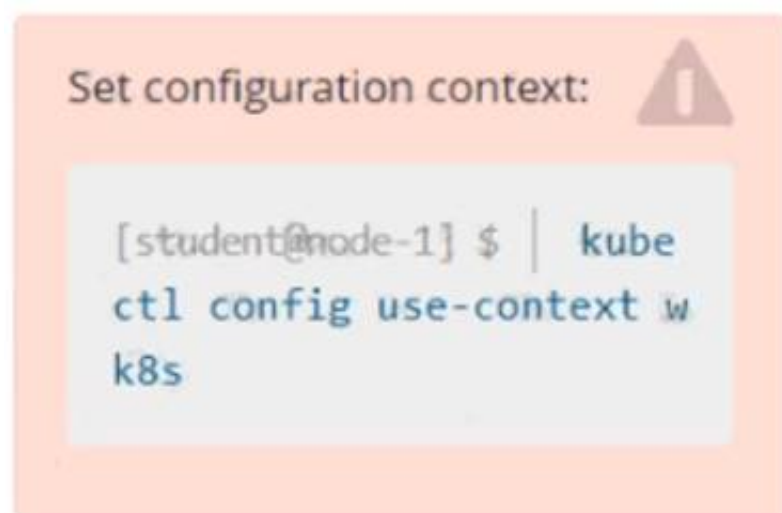 Set configuration context:
[student@node-1] $ | kube
ctl config use-context w
k8s